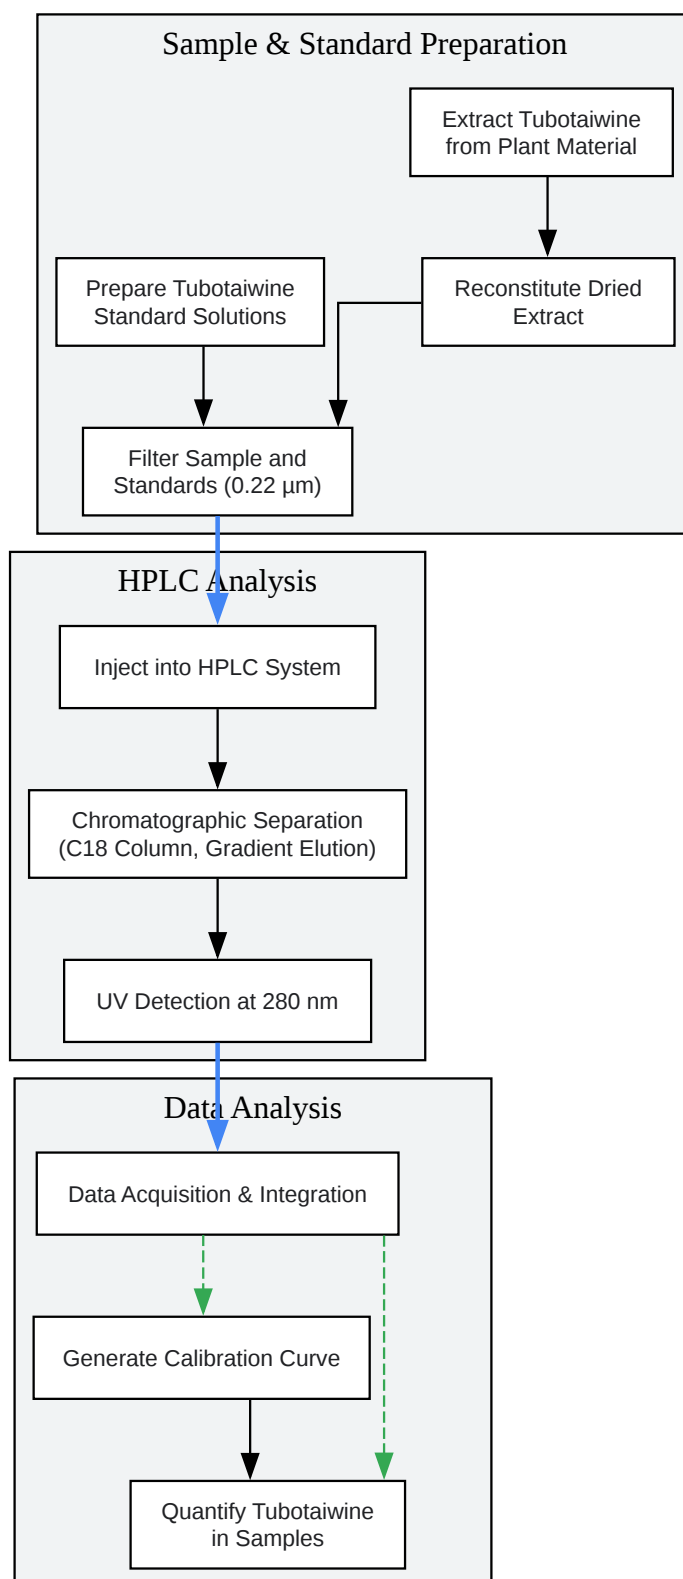 Sample & Standard Preparation
Extract Tubotaiwine
from Plant Material
Prepare Tubotaiwine
Standard Solutions
Reconstitute Dried
Extract
Filter Sample and
Standards (0.22 µm)
HPLC Analysis
Inject into HPLC System
Chromatographic Separation
(C18 Column, Gradient Elution)
UV Detection at 280 nm
Data Analysis
Data Acquisition & Integration
Generate Calibration Curve
Quantify Tubotaiwine
in Samples